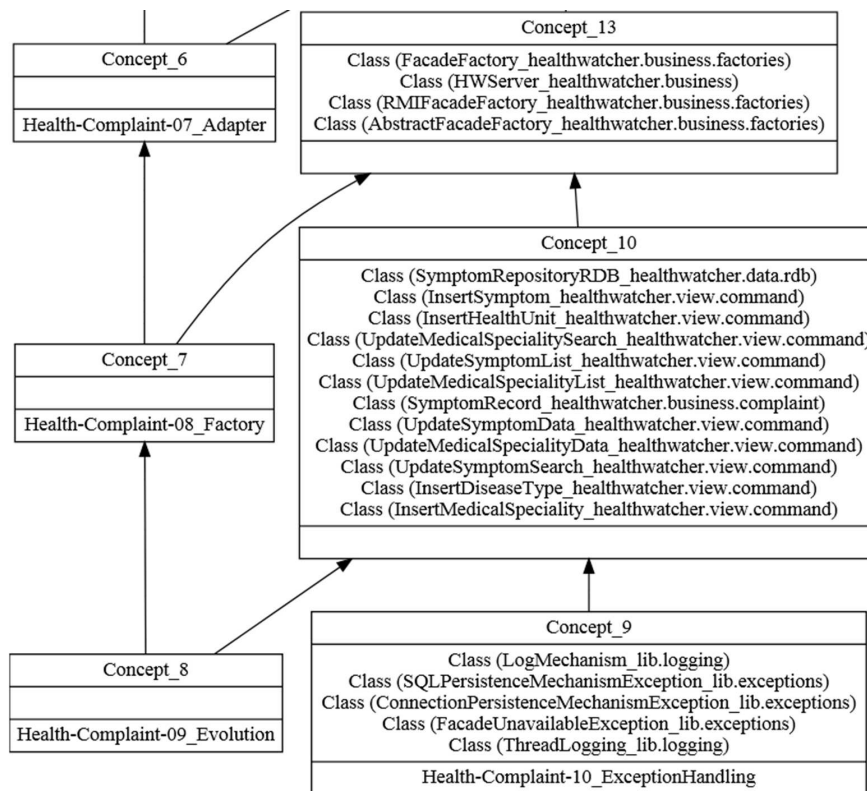 Concept_6
Health-Complaint-07_Adapter
Concept_13
Class (FacadeFactory_healthwatcher.business.factories)
Class (HWServer_healthwatcher.business)
Class (RMIFacadeFactory_healthwatcher.business.factories)
Class (AbstractFacadeFactory_healthwatcher.business.factories)
Concept_10
Class (SymptomRepositoryRDB_healthwatcher.data.rdb)
Class (InsertSymptom_healthwatcher.view.command)
Class (InsertHealthUnit_healthwatcher.view.command)
Class (UpdateMedicalSpecialitySearch_healthwatcher.view.command)
Class (UpdateSymptomList_healthwatcher.view.command)
Class (UpdateMedicalSpecialityList_healthwatcher.view.command)
Class (SymptomRecord_healthwatcher.business.complaint)
Class (UpdateSymptomData_healthwatcher.view.command)
Class (UpdateMedicalSpecialityData_healthwatcher.view.command)
Class (UpdateSymptomSearch_healthwatcher.view.command)
Class (InsertDiseaseType_healthwatcher.view.command)
Class (InsertMedicalSpeciality_healthwatcher.view.command)
Concept_7
Health-Complaint-08_Factory
Concept_8
Health-Complaint-09_Evolution
Concept_9
Class (LogMechanism_lib.logging)
Class (SQLPersistenceMechanismException_lib.exceptions)
Class (ConnectionPersistenceMechanismException_lib.exceptions)
Class (FacadeUnavailableException_lib.exceptions)
Class (ThreadLogging_lib.logging)
Health-Complaint-10_ExceptionHandling